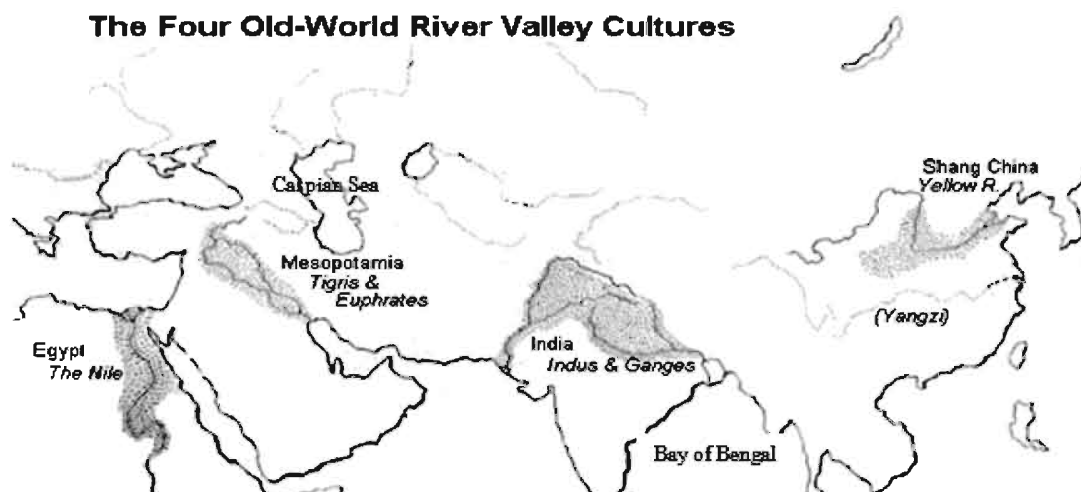 The Four Old-World River Valley Cultures
Caspian Sea
Shang China
Yellow R.
Mesopotamia
Tigris &
Euphrates
Egypt
The Nile
India
Indus & Ganges
(Yangzi)
Bay of Bengal